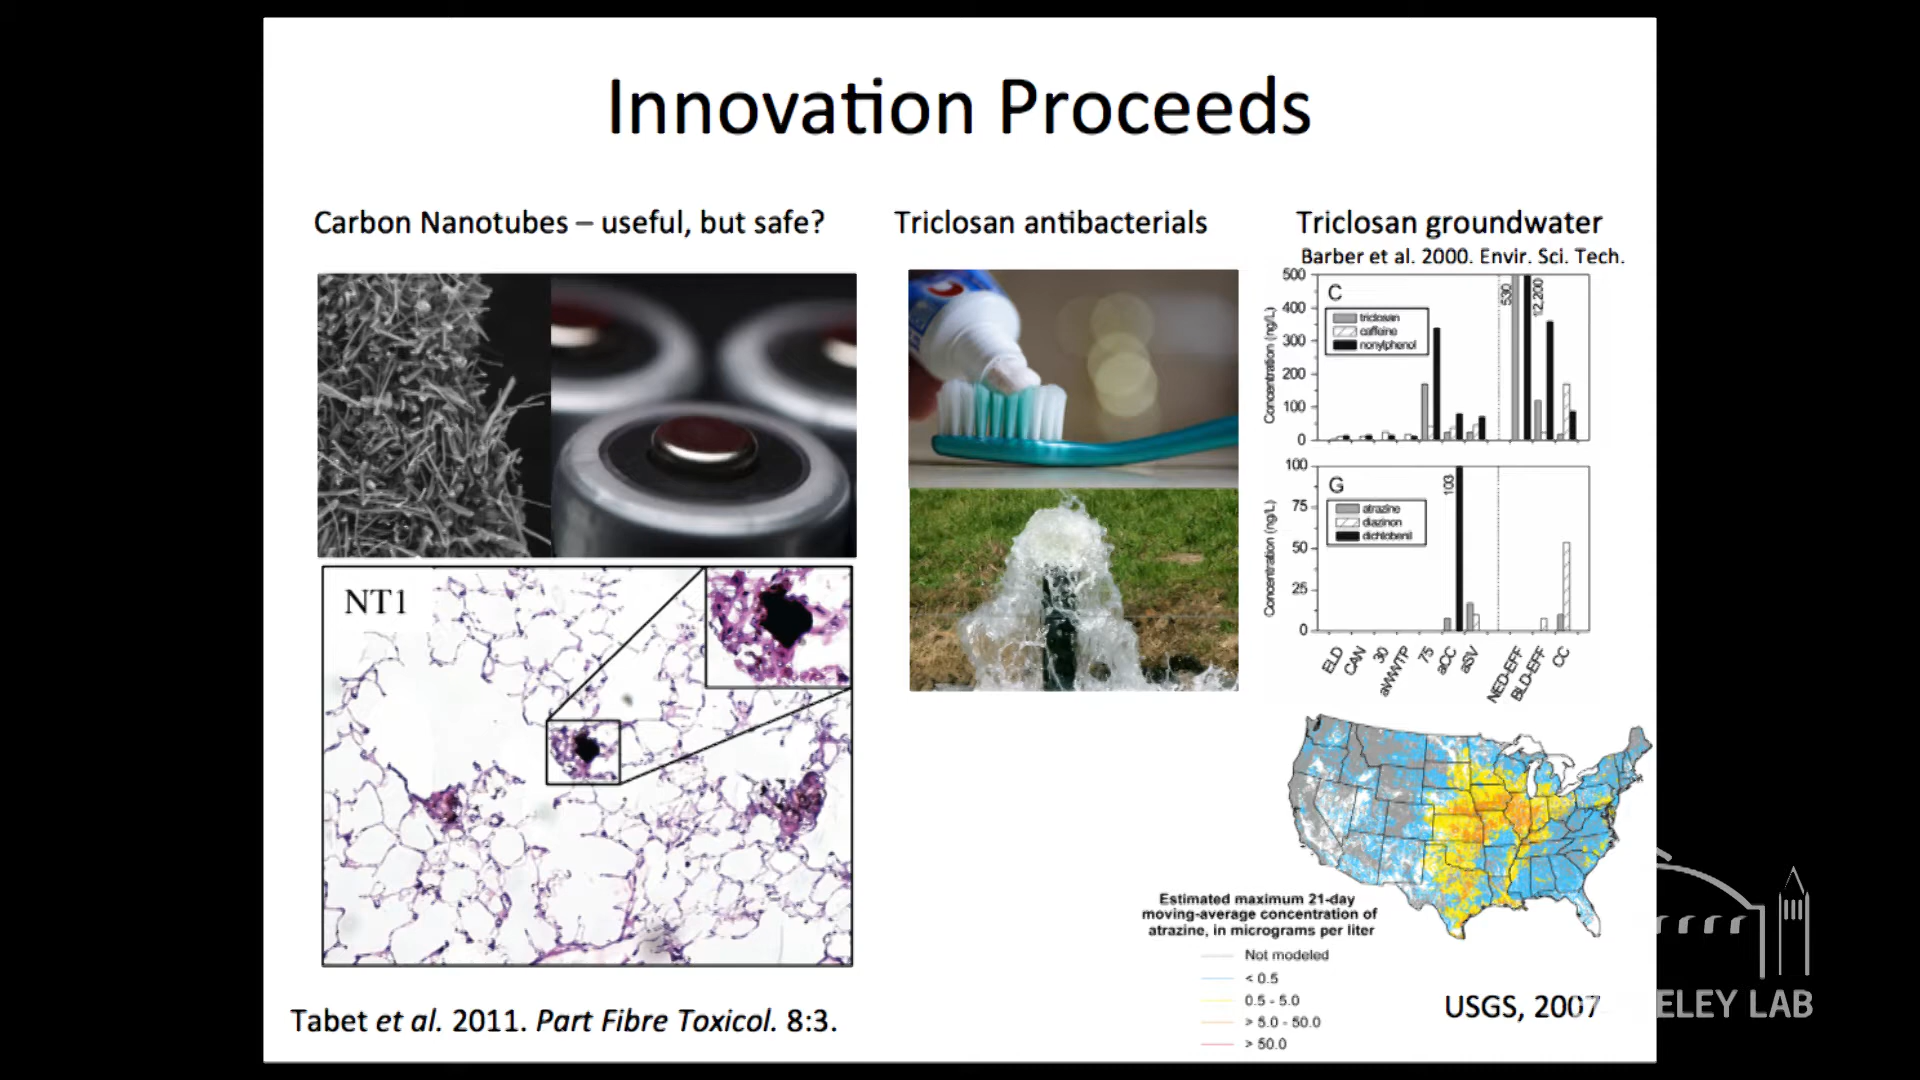 Innovation Proceeds
Carbon Nanotubes – useful, but safe?
Triclosan antibacterials
Triclosan groundwater
Barber et al. 2000. Envir. Sci. Tech.
NT1
Tabet et al. 2011. Part Fibre Toxicol. 8:3.
Concentration (ng/L)
500
400
300
200
100
0
C
triclosan
caffeine
nonylphenol
530
12,200
Concentration (ng/L)
100
75
50
25
0
G
atrazine
diazinon
dichlobenil
103
ELD
CAN
30
aWWTP
75
aCC
aSV
NED-EFF
BLD-EFF
CC
Estimated maximum 21-day
moving-average concentration of
atrazine, in micrograms per liter
Not modeled
< 0.5
0.5 - 5.0
> 5.0 - 50.0
> 50.0
USGS, 2007
ELEY LAB